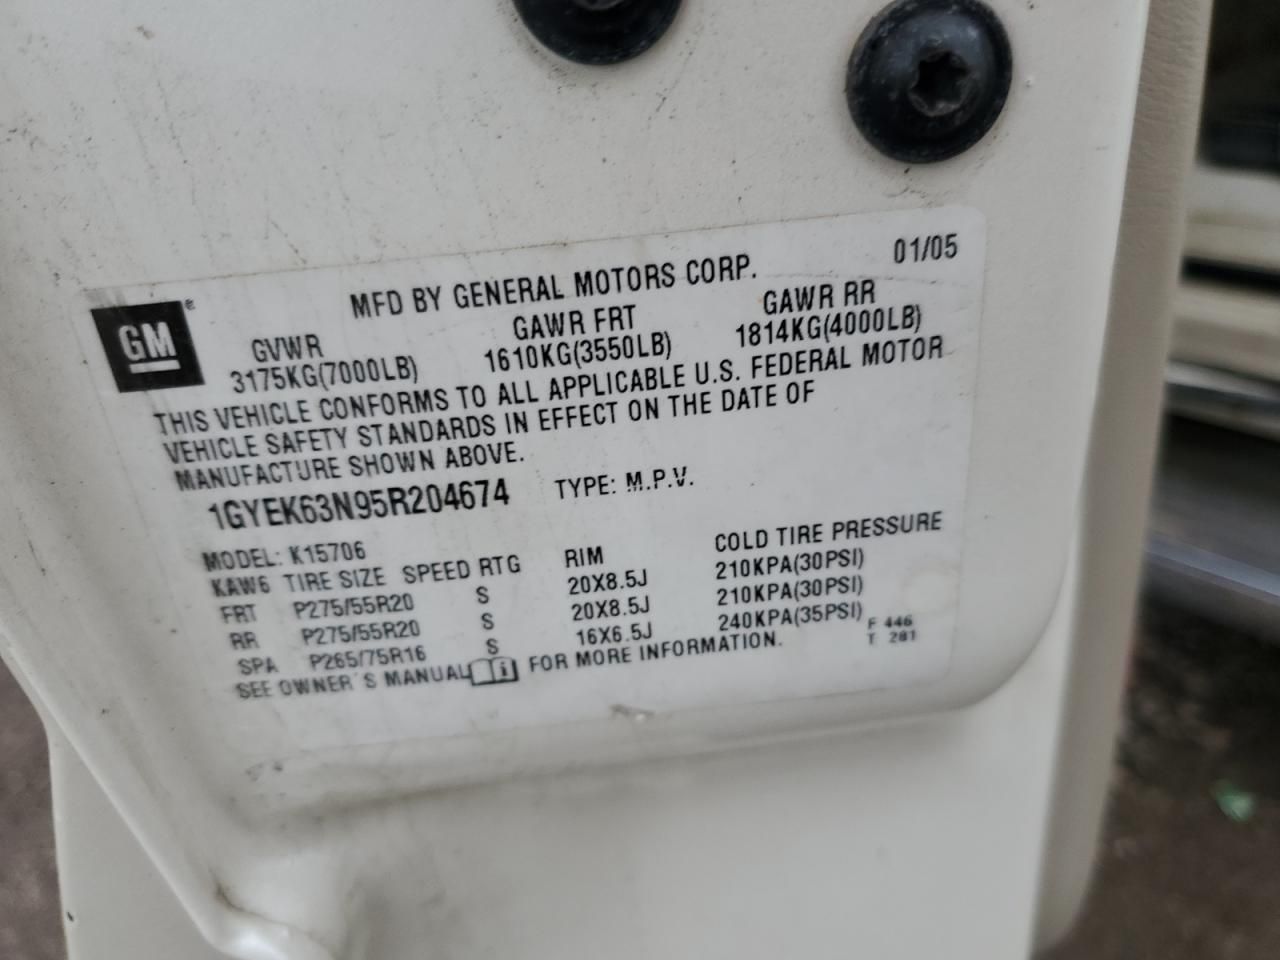 GM®
MFD BY GENERAL MOTORS CORP. 01/05
GVWR GAWR FRT GAWR RR
3175KG(7000LB) 1610KG(3550LB) 1814KG(4000LB)
THIS VEHICLE CONFORMS TO ALL APPLICABLE U.S. FEDERAL MOTOR
VEHICLE SAFETY STANDARDS IN EFFECT ON THE DATE OF
MANUFACTURE SHOWN ABOVE.
1GYEK63N95R204674 TYPE: M.P.V.
MODEL: K15706
KAW6 TIRE SIZE SPEED RTG RIM COLD TIRE PRESSURE
FRT P275/55R20 S 20X8.5J 210KPA(30PSI)
RR P275/55R20 S 20X8.5J 210KPA(30PSI)
SPA P265/75R16 S 16X6.5J 240KPA(35PSI)
SEE OWNER'S MANUAL FOR MORE INFORMATION.
F 446
T 281